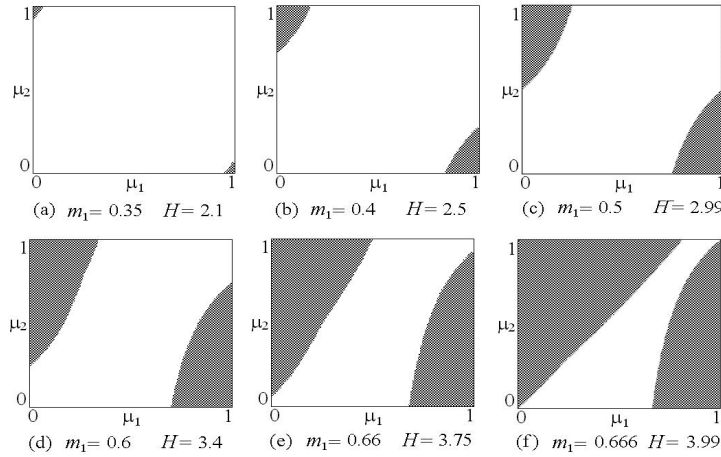 1
μ2
0
0 μ1 1
(a) m1= 0.35 H= 2.1
1
μ2
0
0 μ1 1
(b) m1= 0.4 H= 2.5
1
μ2
0
0 μ1 1
(c) m1= 0.5 H= 2.99
1
μ2
0
0 μ1 1
(d) m1= 0.6 H= 3.4
1
μ2
0
0 μ1 1
(e) m1= 0.66 H= 3.75
1
μ2
0
0 μ1 1
(f) m1= 0.666 H= 3.99